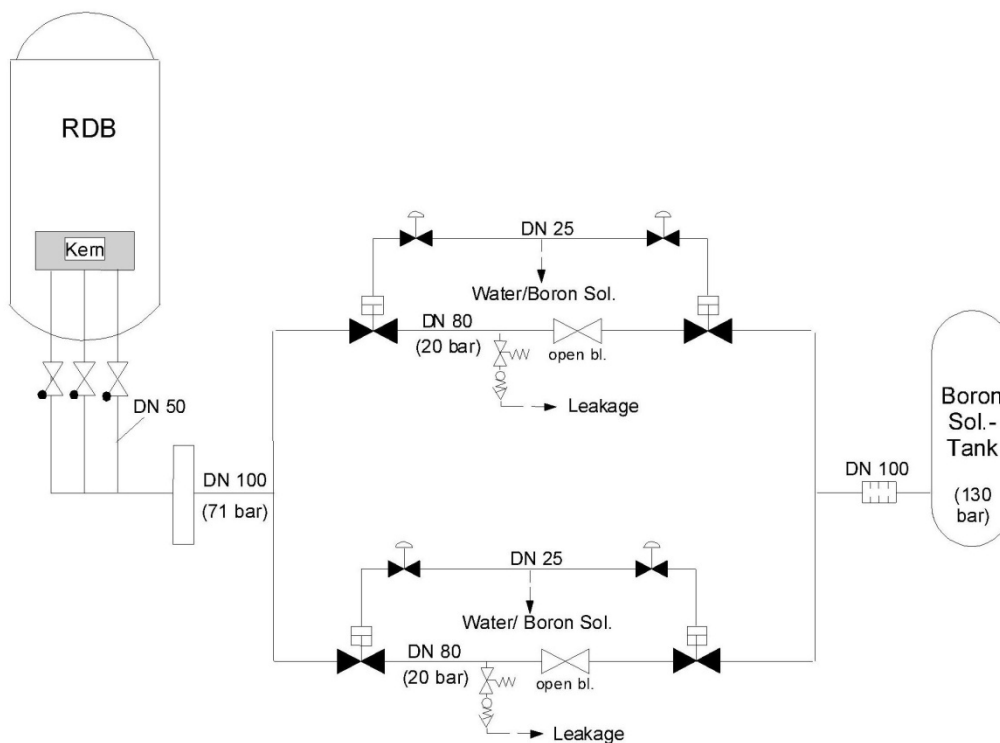 RDB
Kern
DN 50
DN 100
(71 bar)
DN 25
Water/Boron Sol.
DN 80
(20 bar)
open bl.
Leakage
DN 25
Water/ Boron Sol.
DN 80
(20 bar)
open bl.
Leakage
DN 100
Boron
Sol.-
Tank
(130
bar)